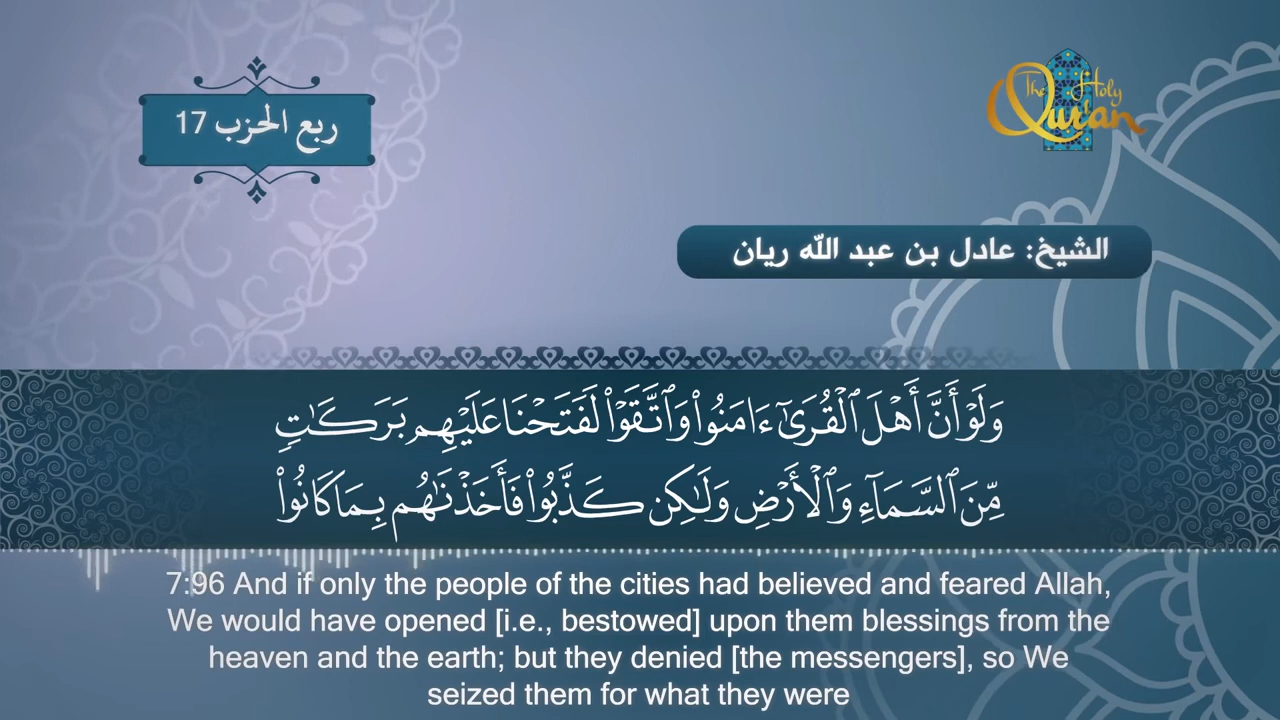 ربع الحزب 17
The Holy
Qur'an
الشيخ: عادل بن عبد الله ريان
وَلَوۡ أَنَّ أَهۡلَ ٱلۡقُرَىٰٓ ءَامَنُواْ وَٱتَّقَوۡاْ لَفَتَحۡنَا عَلَيۡهِم بَرَكَٰتٖ
مِّنَ ٱلسَّمَآءِ وَٱلۡأَرۡضِ وَلَٰكِن كَذَّبُواْ فَأَخَذۡنَٰهُم بِمَا كَانُواْ
7:96 And if only the people of the cities had believed and feared Allah,
We would have opened [i.e., bestowed] upon them blessings from the
heaven and the earth; but they denied [the messengers], so We
seized them for what they were